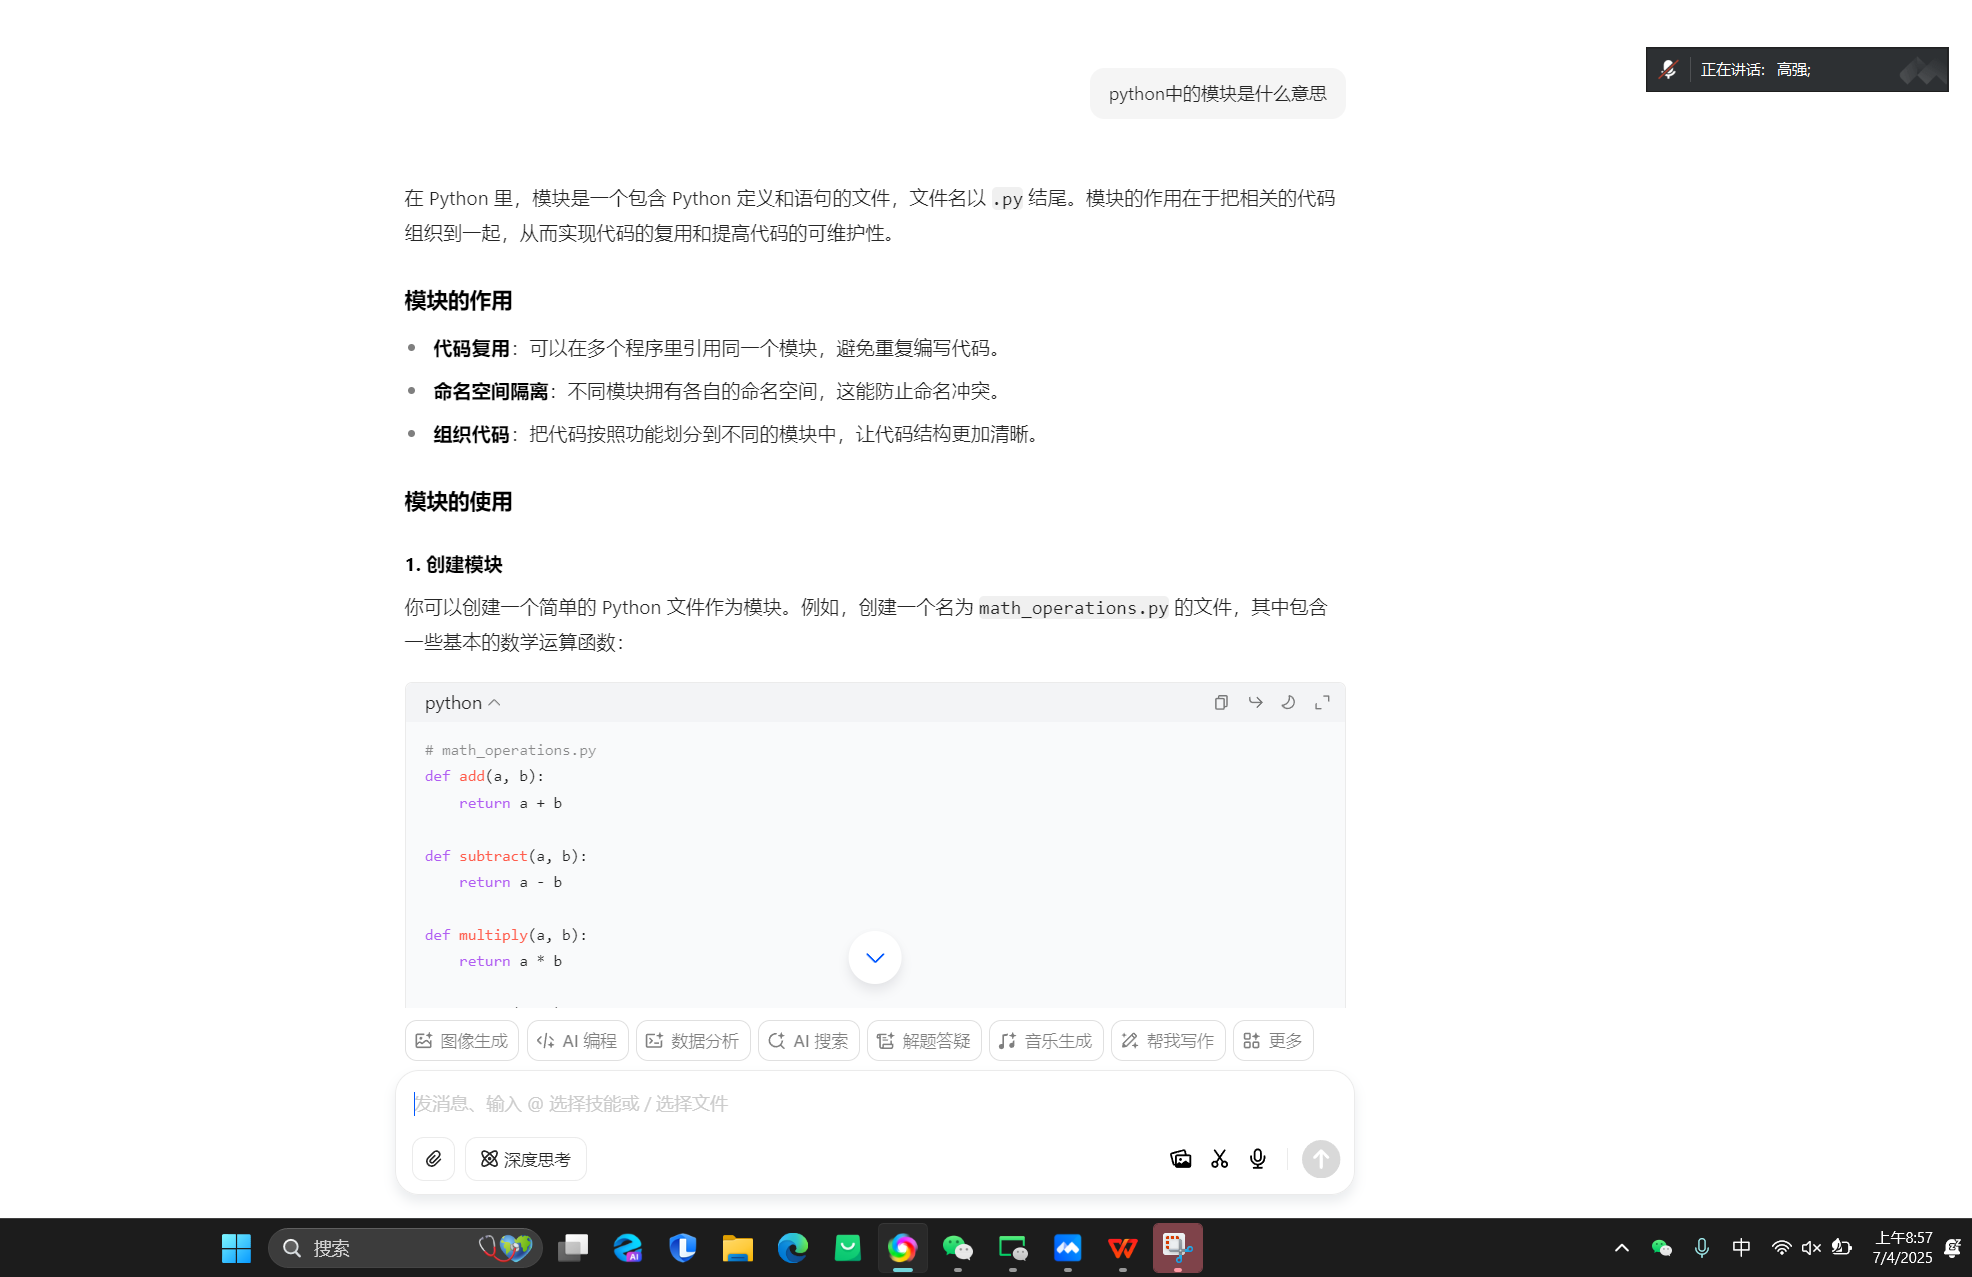 python中的模块是什么意思
正在讲话: 高强;
在 Python 里，模块是一个包含 Python 定义和语句的文件，文件名以 .py 结尾。模块的作用在于把相关的代码
组织到一起，从而实现代码的复用和提高代码的可维护性。
模块的作用
代码复用：可以在多个程序里引用同一个模块，避免重复编写代码。
命名空间隔离：不同模块拥有各自的命名空间，这能防止命名冲突。
组织代码：把代码按照功能划分到不同的模块中，让代码结构更加清晰。
模块的使用
1. 创建模块
你可以创建一个简单的 Python 文件作为模块。例如，创建一个名为 math_operations.py 的文件，其中包含
一些基本的数学运算函数：
python
# math_operations.py
def add(a, b):
    return a + b
def subtract(a, b):
    return a - b
def multiply(a, b):
    return a * b
图像生成 AI 编程 数据分析 AI 搜索 解题答疑 音乐生成 帮我写作 更多
发消息、输入 @ 选择技能或 / 选择文件
深度思考
搜索
中
上午8:57
7/4/2025